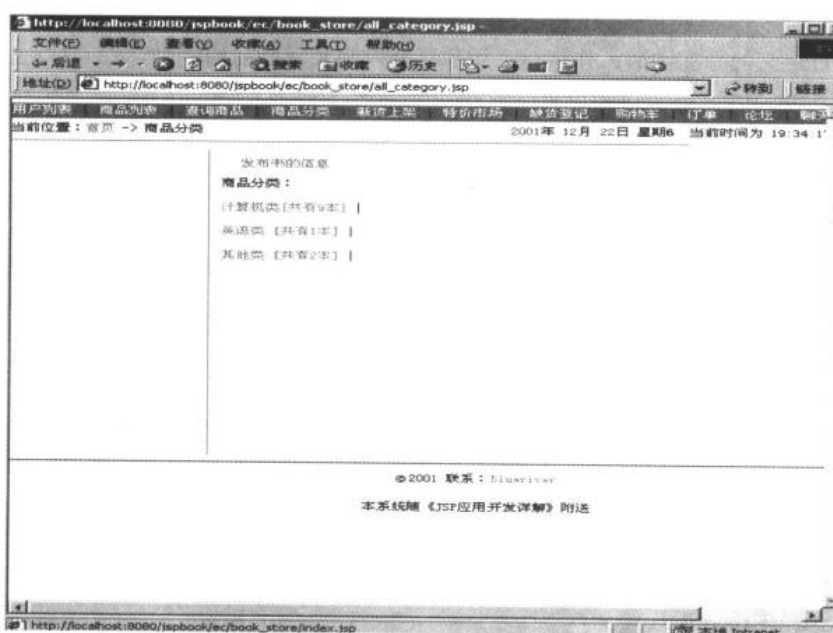 http://localhost:8080/jspbook/ec/book_store/all_category.jsp -
文件(F) 编辑(E) 查看(V) 收藏(A) 工具(T) 帮助(H)
后退 搜索 收藏 历史
地址(D) http://localhost:8080/jspbook/ec/book_store/all_category.jsp 转到 链接
用户列表 商品列表 查询商品 商品分类 新货上架 特价市场 缺货登记 购物车 订单 论坛
当前位置：首页 -> 商品分类 2001年 12月 22日 星期6 当前时间为 19:34:1
发布书的信息
商品分类：
计算机类[共有9本] |
英语类 [共有1本] |
其他类 [共有2本] |
©2001 联系：bluariver
本系统随《JSP应用开发详解》附送
http://localhost:8080/jspbook/ec/book_store/index.jsp